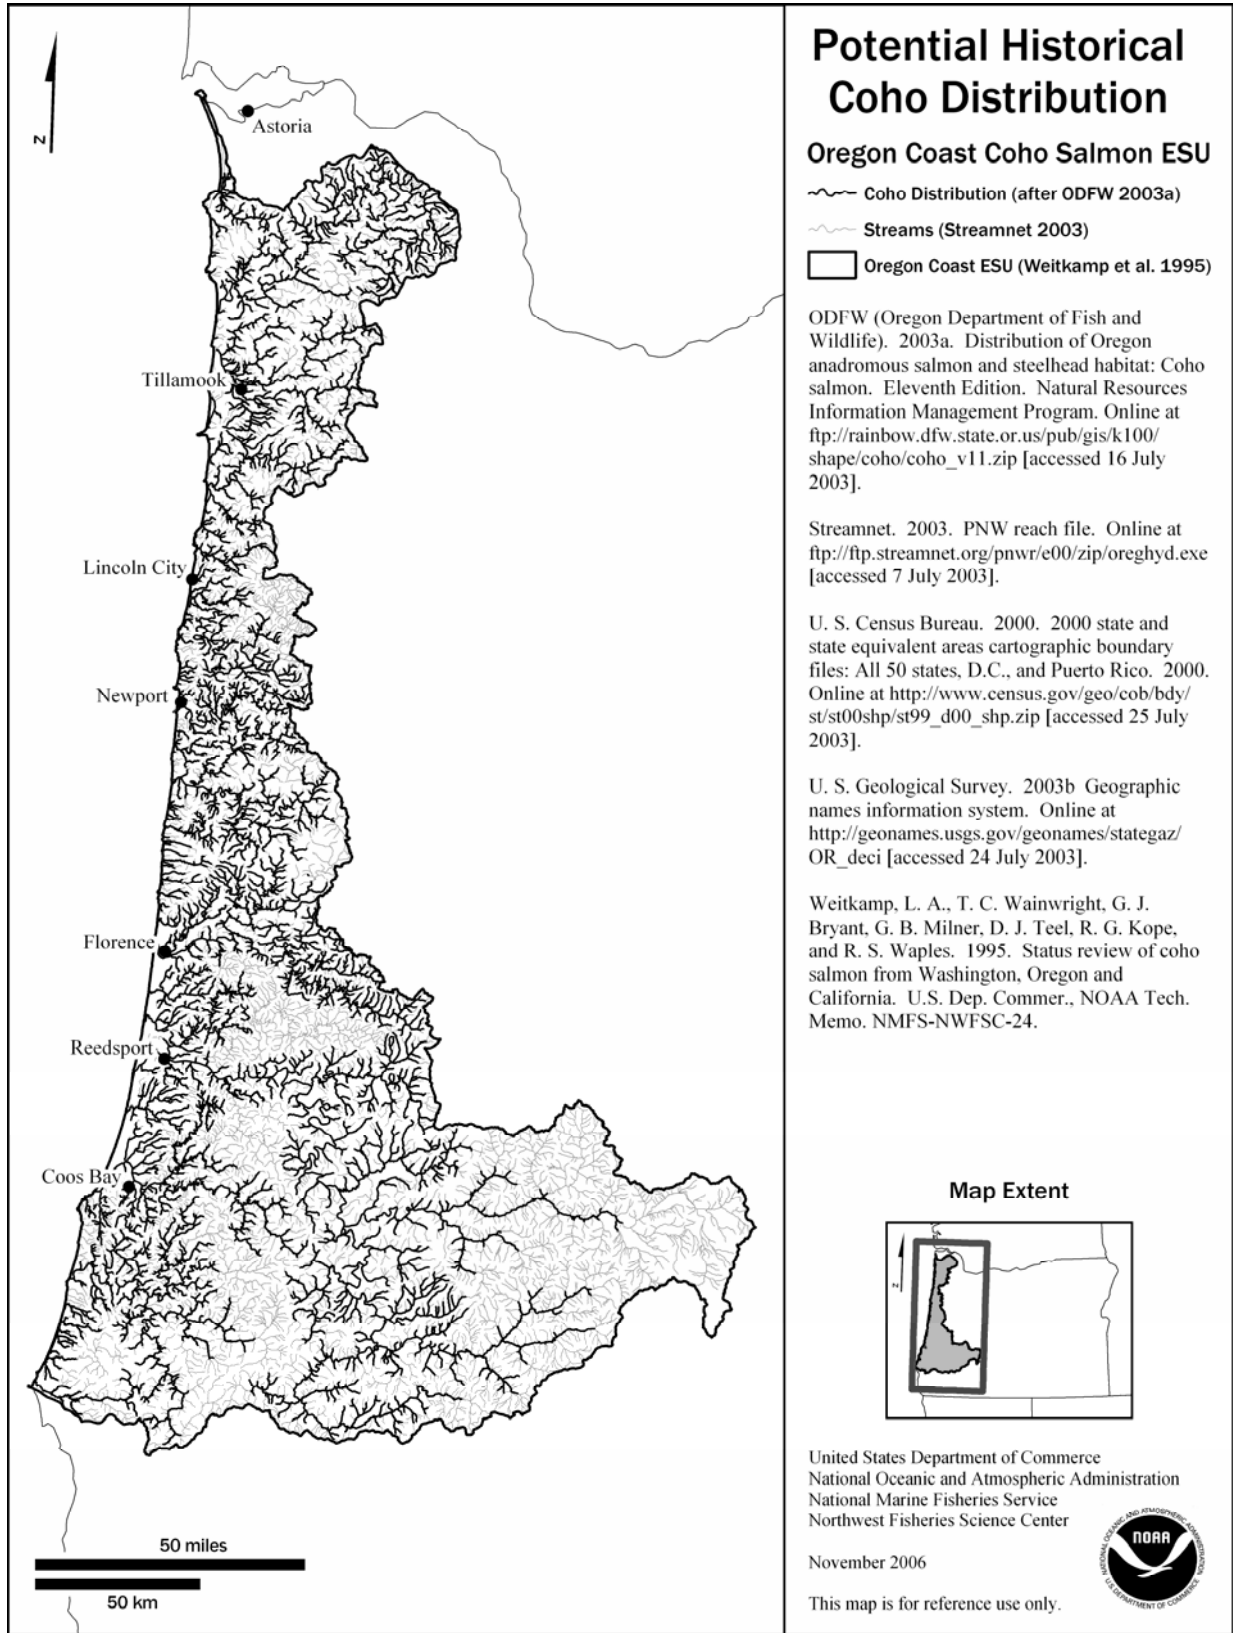 Z
Astoria
Tillamook
Lincoln City
Newport
Florence
Reedsport
Coos Bay
50 miles
50 km
Potential Historical
Coho Distribution
Oregon Coast Coho Salmon ESU
Coho Distribution (after ODFW 2003a)
Streams (Streamnet 2003)
Oregon Coast ESU (Weitkamp et al. 1995)
ODFW (Oregon Department of Fish and
Wildlife). 2003a. Distribution of Oregon
anadromous salmon and steelhead habitat: Coho
salmon. Eleventh Edition. Natural Resources
Information Management Program. Online at
ftp://rainbow.dfw.state.or.us/pub/gis/k100/
shape/coho/coho_v11.zip [accessed 16 July
2003].
Streamnet. 2003. PNW reach file. Online at
ftp://ftp.streamnet.org/pnwr/e00/zip/oreghyd.exe
[accessed 7 July 2003].
U. S. Census Bureau. 2000. 2000 state and
state equivalent areas cartographic boundary
files: All 50 states, D.C., and Puerto Rico. 2000.
Online at http://www.census.gov/geo/cob/bdy/
st/st00shp/st99_d00_shp.zip [accessed 25 July
2003].
U. S. Geological Survey. 2003b Geographic
names information system. Online at
http://geonames.usgs.gov/geonames/stategaz/
OR_deci [accessed 24 July 2003].
Weitkamp, L. A., T. C. Wainwright, G. J.
Bryant, G. B. Milner, D. J. Teel, R. G. Kope,
and R. S. Waples. 1995. Status review of coho
salmon from Washington, Oregon and
California. U.S. Dep. Commer., NOAA Tech.
Memo. NMFS-NWFSC-24.
Map Extent
Z
United States Department of Commerce
National Oceanic and Atmospheric Administration
National Marine Fisheries Service
Northwest Fisheries Science Center
November 2006
This map is for reference use only.
NATIONAL OCEANIC AND ATMOSPHERIC ADMINISTRATION
NOAA
U.S. DEPARTMENT OF COMMERCE